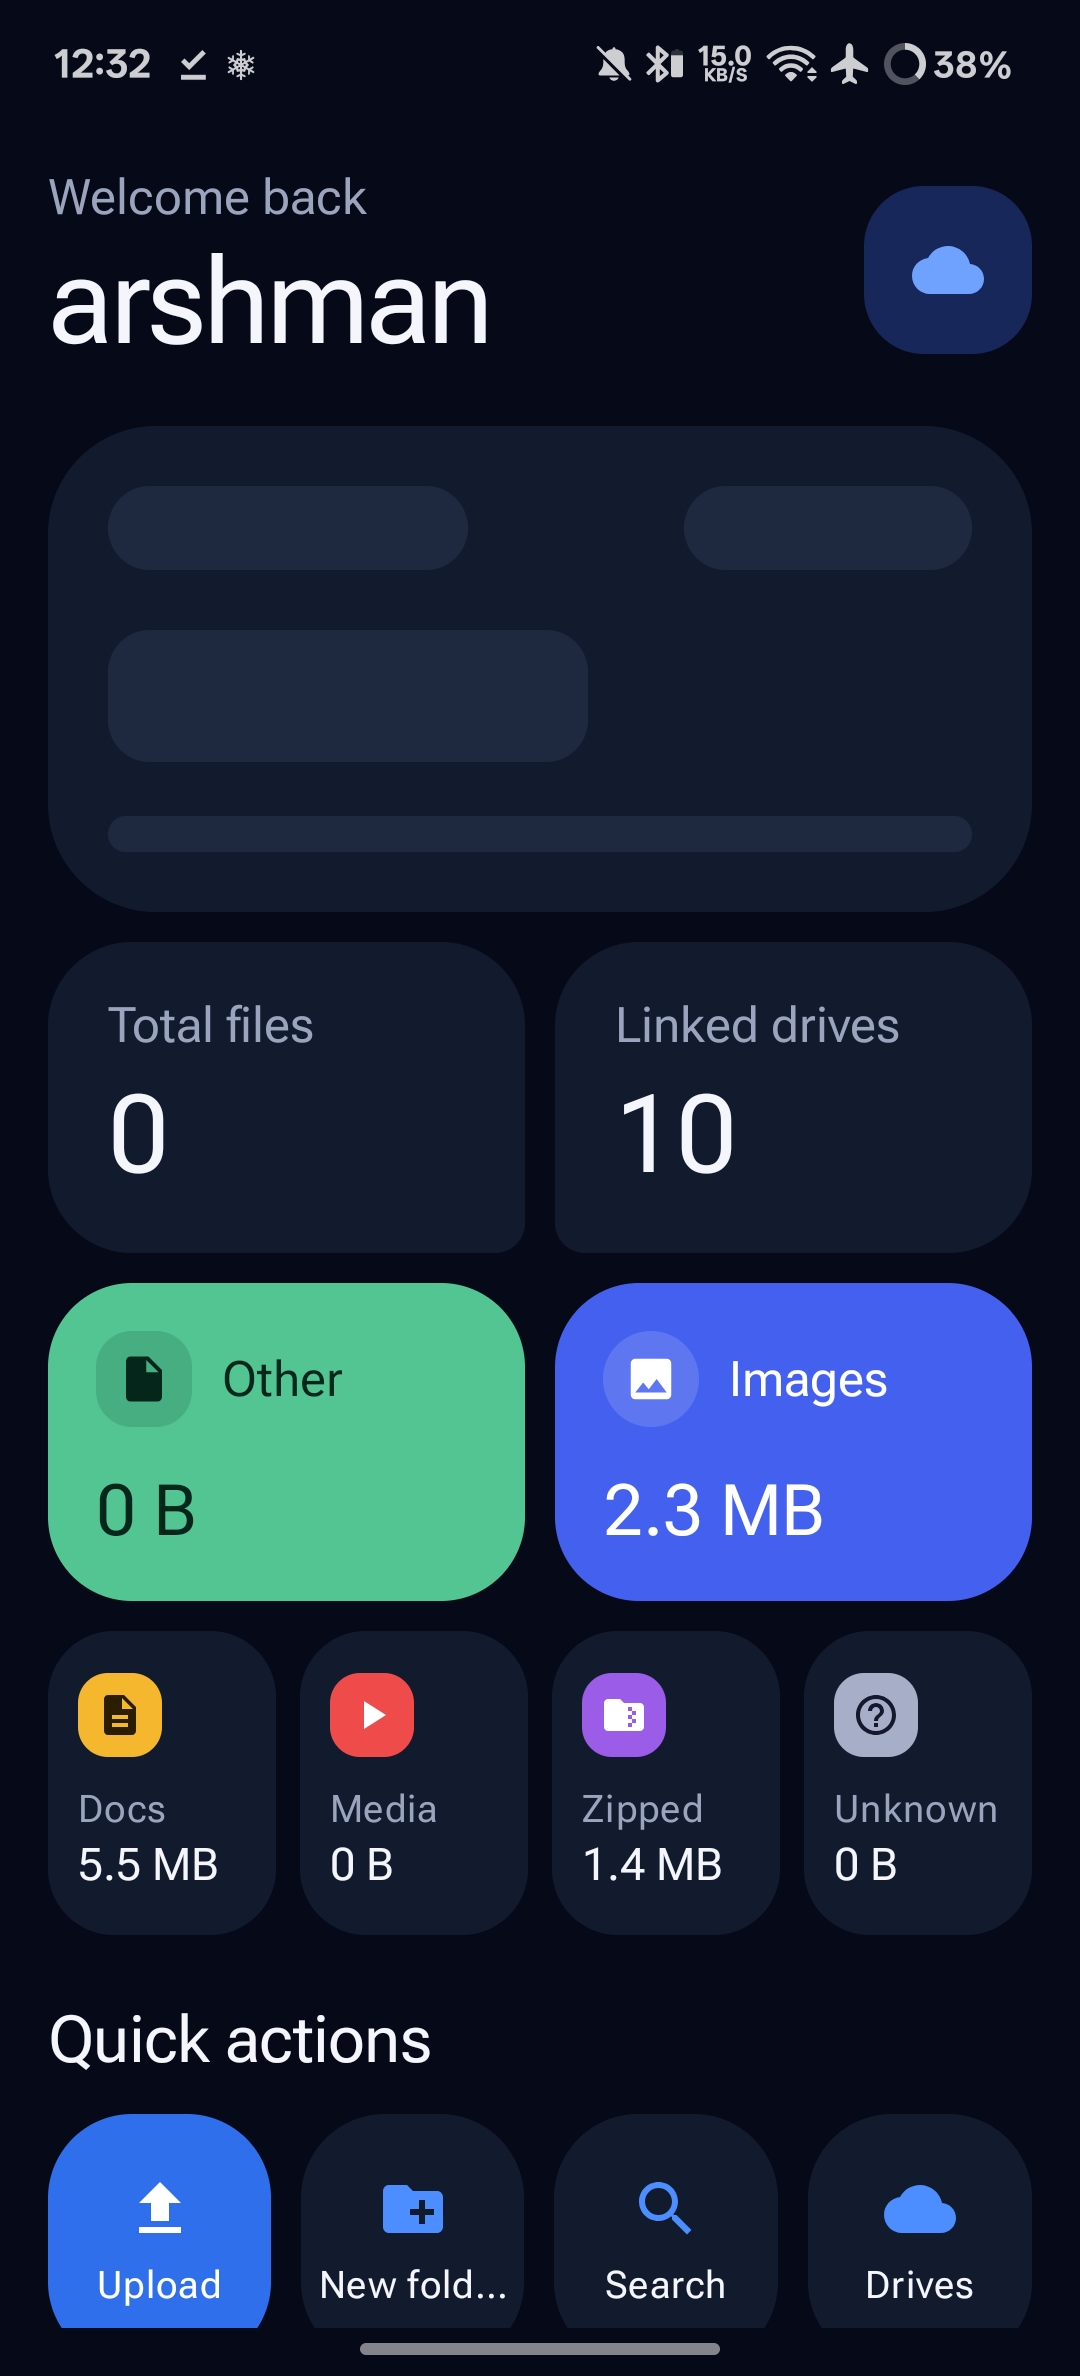 12:32
15.0
KB/S
38%
Welcome back
arshman
Total files
0
Linked drives
10
Other
0 B
Images
2.3 MB
Docs
5.5 MB
Media
0 B
Zipped
1.4 MB
Unknown
0 B
Quick actions
Upload
New fold...
Search
Drives